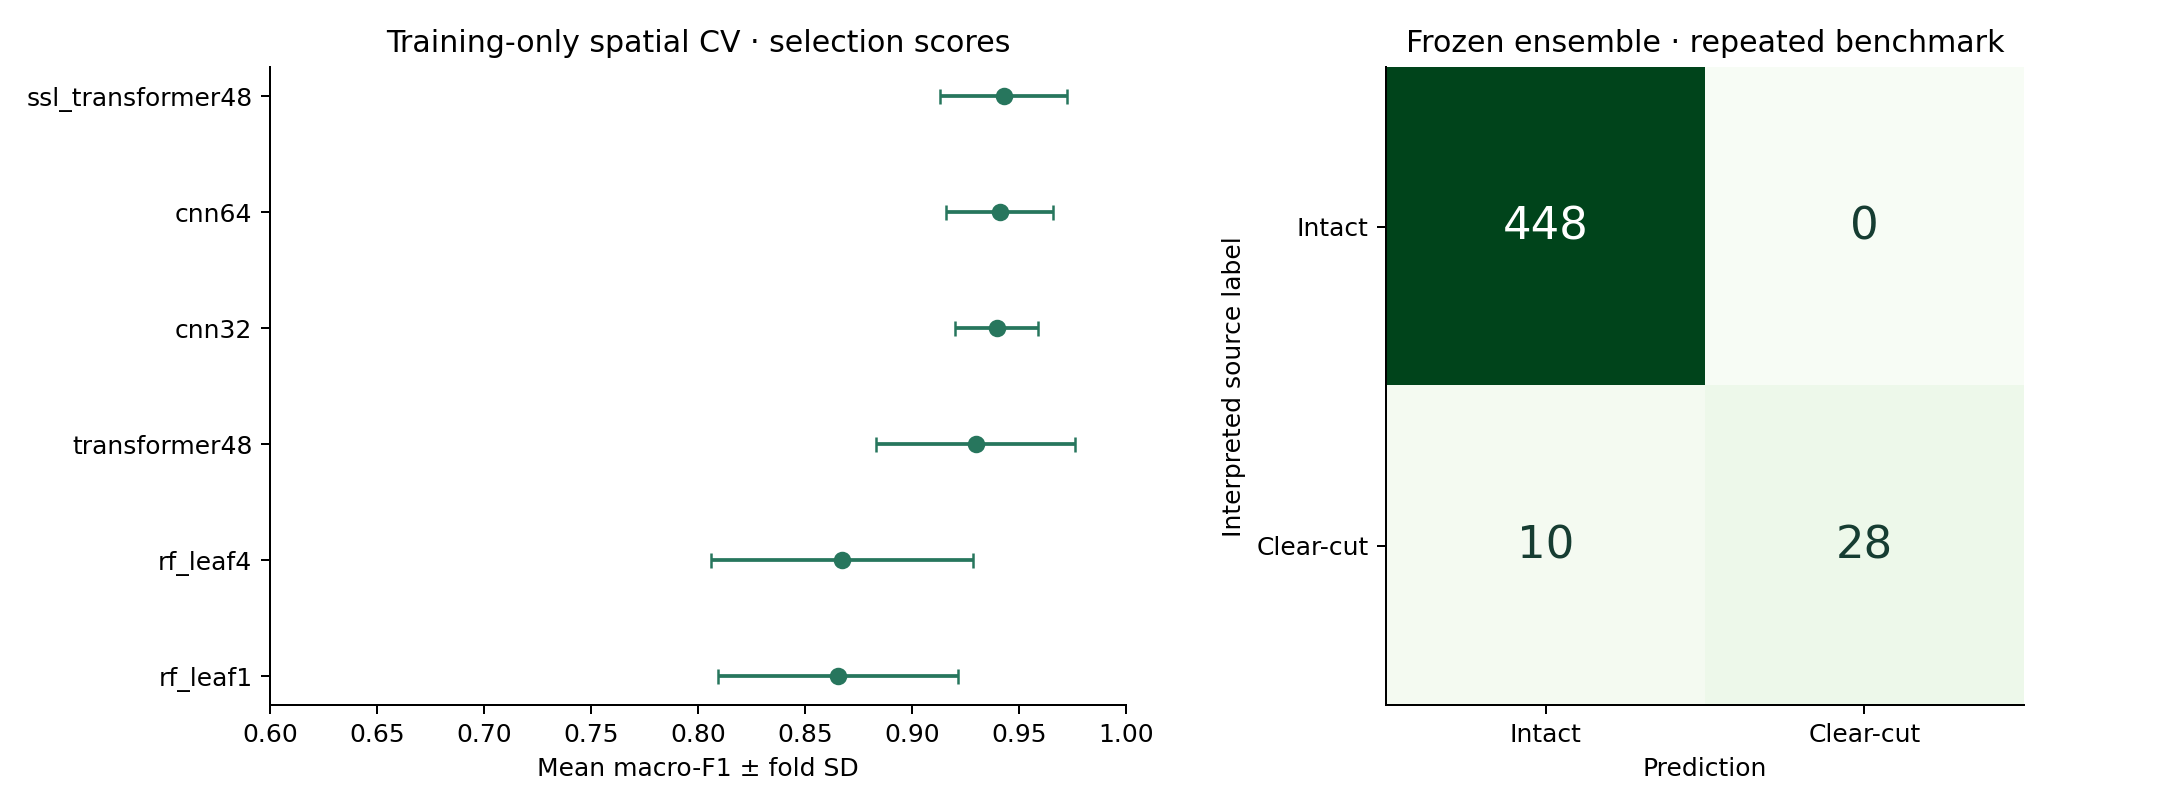 Training-only spatial CV · selection scores
ssl_transformer48
cnn64
cnn32
transformer48
rf_leaf4
rf_leaf1
0.60 0.65 0.70 0.75 0.80 0.85 0.90 0.95 1.00
Mean macro-F1 ± fold SD
Frozen ensemble · repeated benchmark
Interpreted source label
Intact 448 0
Clear-cut 10 28
Intact Clear-cut
Prediction